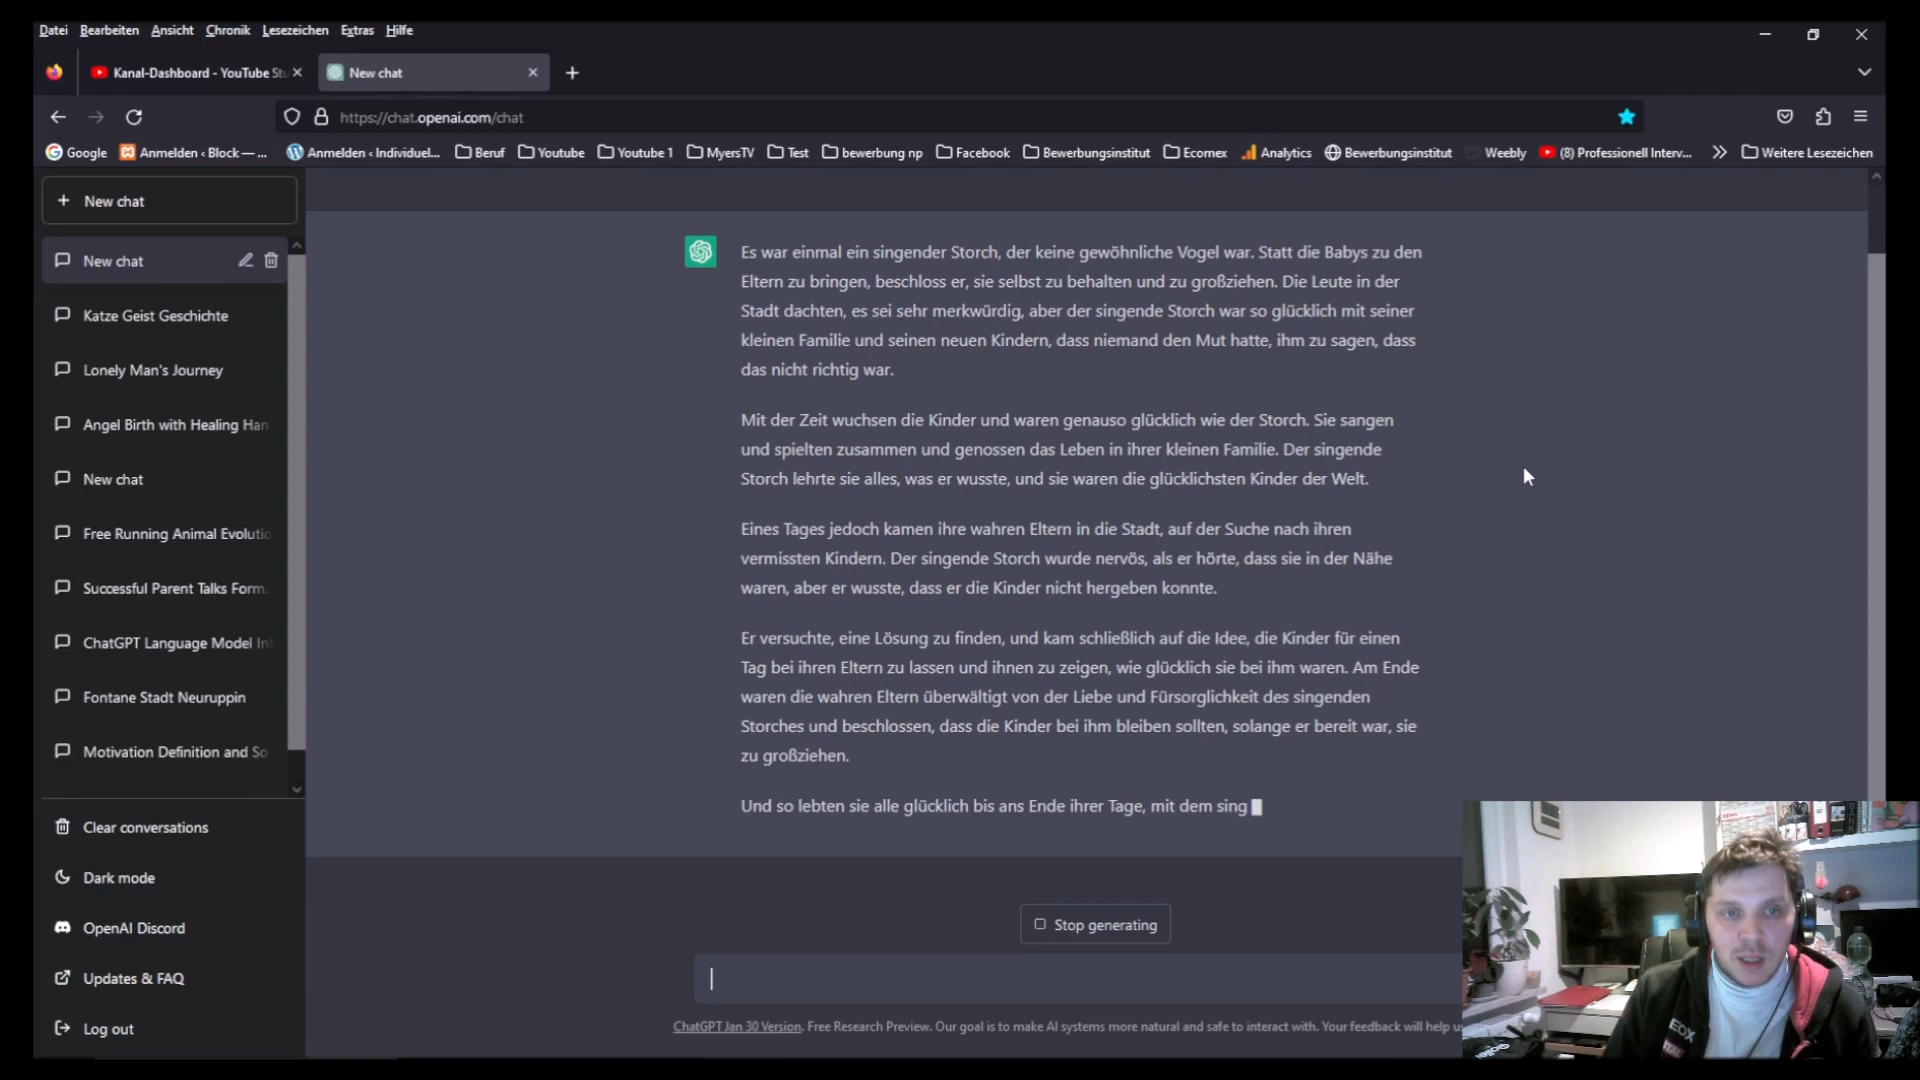 Datei Bearbeiten Ansicht Chronik Lesezeichen Extras Hilfe
Kanal-Dashboard - YouTube Stu
New chat
https://chat.openai.com/chat
Google
Anmelden ‹ Block — ...
Anmelden ‹ Individuel...
Beruf
Youtube
Youtube 1
MyersTV
Test
bewerbung np
Facebook
Bewerbungsinstitut
Ecomex
Analytics
Bewerbungsinstitut
Weebly
(8) Professionell Interv...
Weitere Lesezeichen
+ New chat
New chat
Katze Geist Geschichte
Lonely Man's Journey
Angel Birth with Healing Han
New chat
Free Running Animal Evolutio
Successful Parent Talks Form.
ChatGPT Language Model In
Fontane Stadt Neuruppin
Motivation Definition and So
Clear conversations
Dark mode
OpenAI Discord
Updates & FAQ
Log out
Es war einmal ein singender Storch, der keine gewöhnliche Vogel war. Statt die Babys zu den
Eltern zu bringen, beschloss er, sie selbst zu behalten und zu großziehen. Die Leute in der
Stadt dachten, es sei sehr merkwürdig, aber der singende Storch war so glücklich mit seiner
kleinen Familie und seinen neuen Kindern, dass niemand den Mut hatte, ihm zu sagen, dass
das nicht richtig war.
Mit der Zeit wuchsen die Kinder und waren genauso glücklich wie der Storch. Sie sangen
und spielten zusammen und genossen das Leben in ihrer kleinen Familie. Der singende
Storch lehrte sie alles, was er wusste, und sie waren die glücklichsten Kinder der Welt.
Eines Tages jedoch kamen ihre wahren Eltern in die Stadt, auf der Suche nach ihren
vermissten Kindern. Der singende Storch wurde nervös, als er hörte, dass sie in der Nähe
waren, aber er wusste, dass er die Kinder nicht hergeben konnte.
Er versuchte, eine Lösung zu finden, und kam schließlich auf die Idee, die Kinder für einen
Tag bei ihren Eltern zu lassen und ihnen zu zeigen, wie glücklich sie bei ihm waren. Am Ende
waren die wahren Eltern überwältigt von der Liebe und Fürsorglichkeit des singenden
Storches und beschlossen, dass die Kinder bei ihm bleiben sollten, solange er bereit war, sie
zu großziehen.
Und so lebten sie alle glücklich bis ans Ende ihrer Tage, mit dem sing
Stop generating
ChatGPT Jan 30 Version. Free Research Preview. Our goal is to make AI systems more natural and safe to interact with. Your feedback will help u